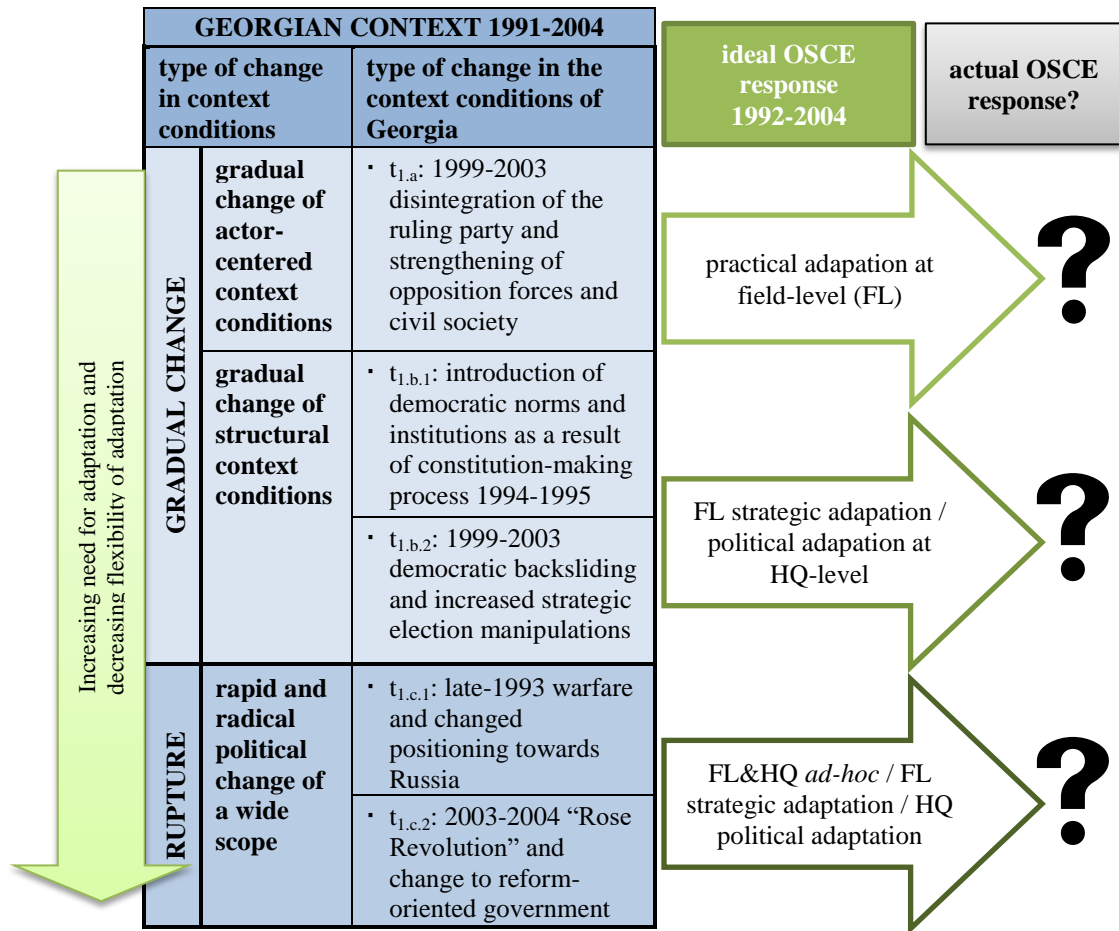 GEORGIAN CONTEXT 1991-2004
type of change
in context
conditions
type of change in the
context conditions of
Georgia
ideal OSCE
response
1992-2004
actual OSCE
response?
Increasing need for adaptation and
decreasing flexibility of adaptation
GRADUAL CHANGE
gradual
change of
actor-
centered
context
conditions
· t1.a: 1999-2003
disintegration of the
ruling party and
strengthening of
opposition forces and
civil society
practical adapation at
field-level (FL)
?
gradual
change of
structural
context
conditions
· t1.b.1: introduction of
democratic norms and
institutions as a result
of constitution-making
process 1994-1995
· t1.b.2: 1999-2003
democratic backsliding
and increased strategic
election manipulations
FL strategic adapation /
political adapation at
HQ-level
?
RUPTURE
rapid and
radical
political
change of
a wide
scope
· t1.c.1: late-1993 warfare
and changed
positioning towards
Russia
· t1.c.2: 2003-2004 “Rose
Revolution” and
change to reform-
oriented government
FL&HQ ad-hoc / FL
strategic adaptation / HQ
political adaptation
?